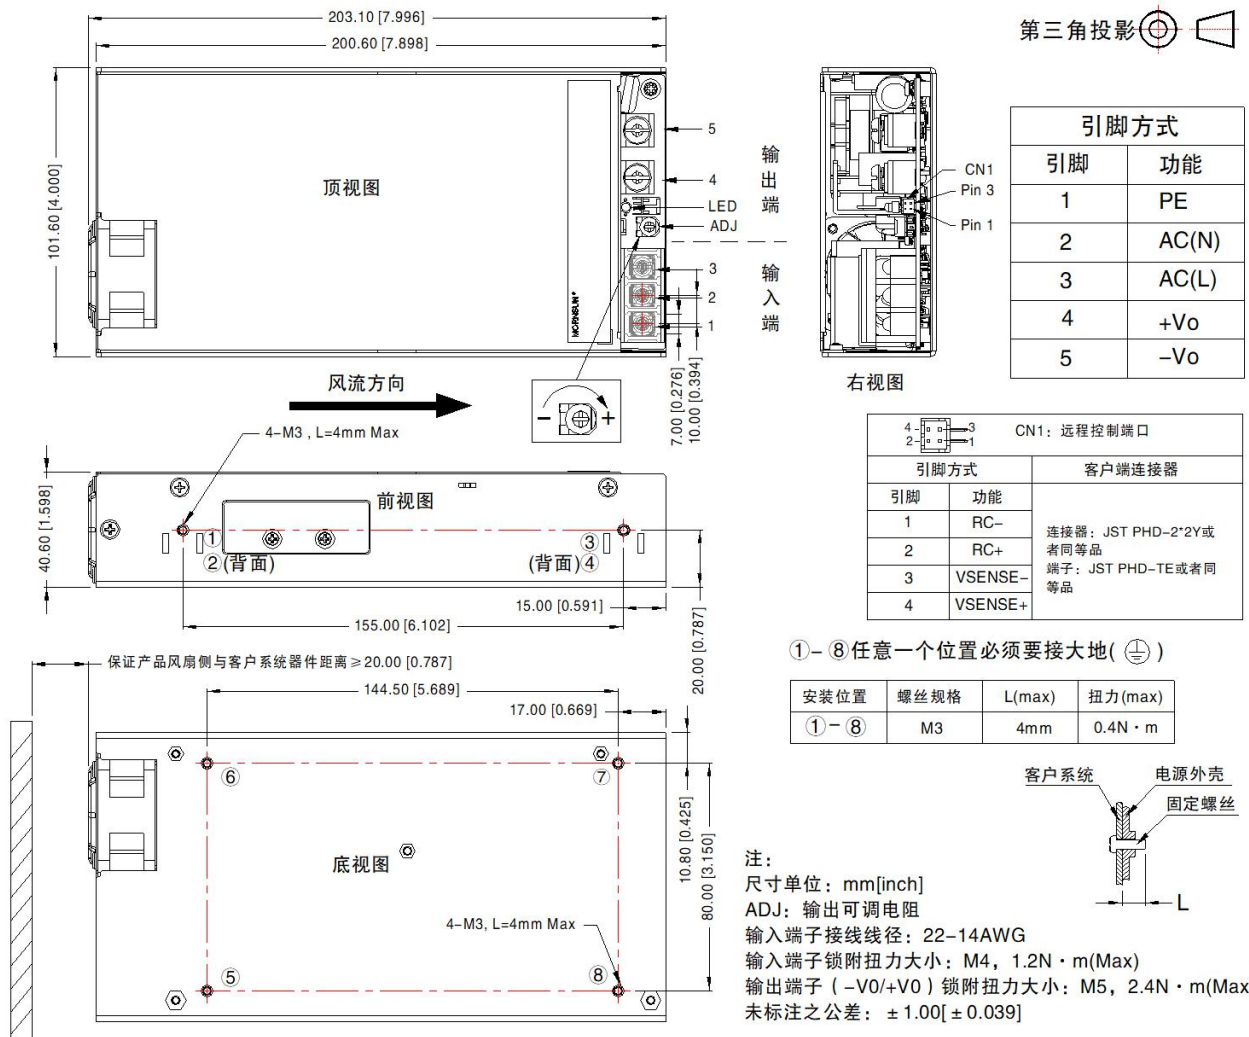 203.10 [7.996]
200.60 [7.898]
第三角投影
101.60 [4.000]
顶视图
MORNSUN®
5
4
LED
ADJ
3
2
1
输出端
输入端
7.00 [0.276]
10.00 [0.394]
CN1
Pin 3
Pin 1
右视图
引脚方式
引脚 功能
1 PE
2 AC(N)
3 AC(L)
4 +Vo
5 −Vo
风流方向
− +
4−M3 , L=4mm Max
40.60 [1.598]
前视图
①
②(背面)
③
(背面)④
15.00 [0.591]
155.00 [6.102]
20.00 [0.787]
4 3
2 1
CN1: 远程控制端口
引脚方式 客户端连接器
引脚 功能
1 RC−
2 RC+
3 VSENSE−
4 VSENSE+
连接器: JST PHD−2*2Y或
者同等品
端子: JST PHD−TE或者同
等品
保证产品风扇侧与客户系统器件距离≥20.00 [0.787]
①−⑧任意一个位置必须要接大地( )
安装位置 螺丝规格 L(max) 扭力(max)
①−⑧ M3 4mm 0.4N・m
144.50 [5.689]
17.00 [0.669]
⑥
⑦
底视图
4−M3, L=4mm Max
⑤
⑧
10.80 [0.425]
80.00 [3.150]
客户系统
电源外壳
固定螺丝
L
注:
尺寸单位: mm[inch]
ADJ: 输出可调电阻
输入端子接线线径: 22−14AWG
输入端子锁附扭力大小: M4, 1.2N・m(Max)
输出端子 ( −V0/+V0 ) 锁附扭力大小: M5, 2.4N・m(Max
未标注之公差: ±1.00[±0.039]